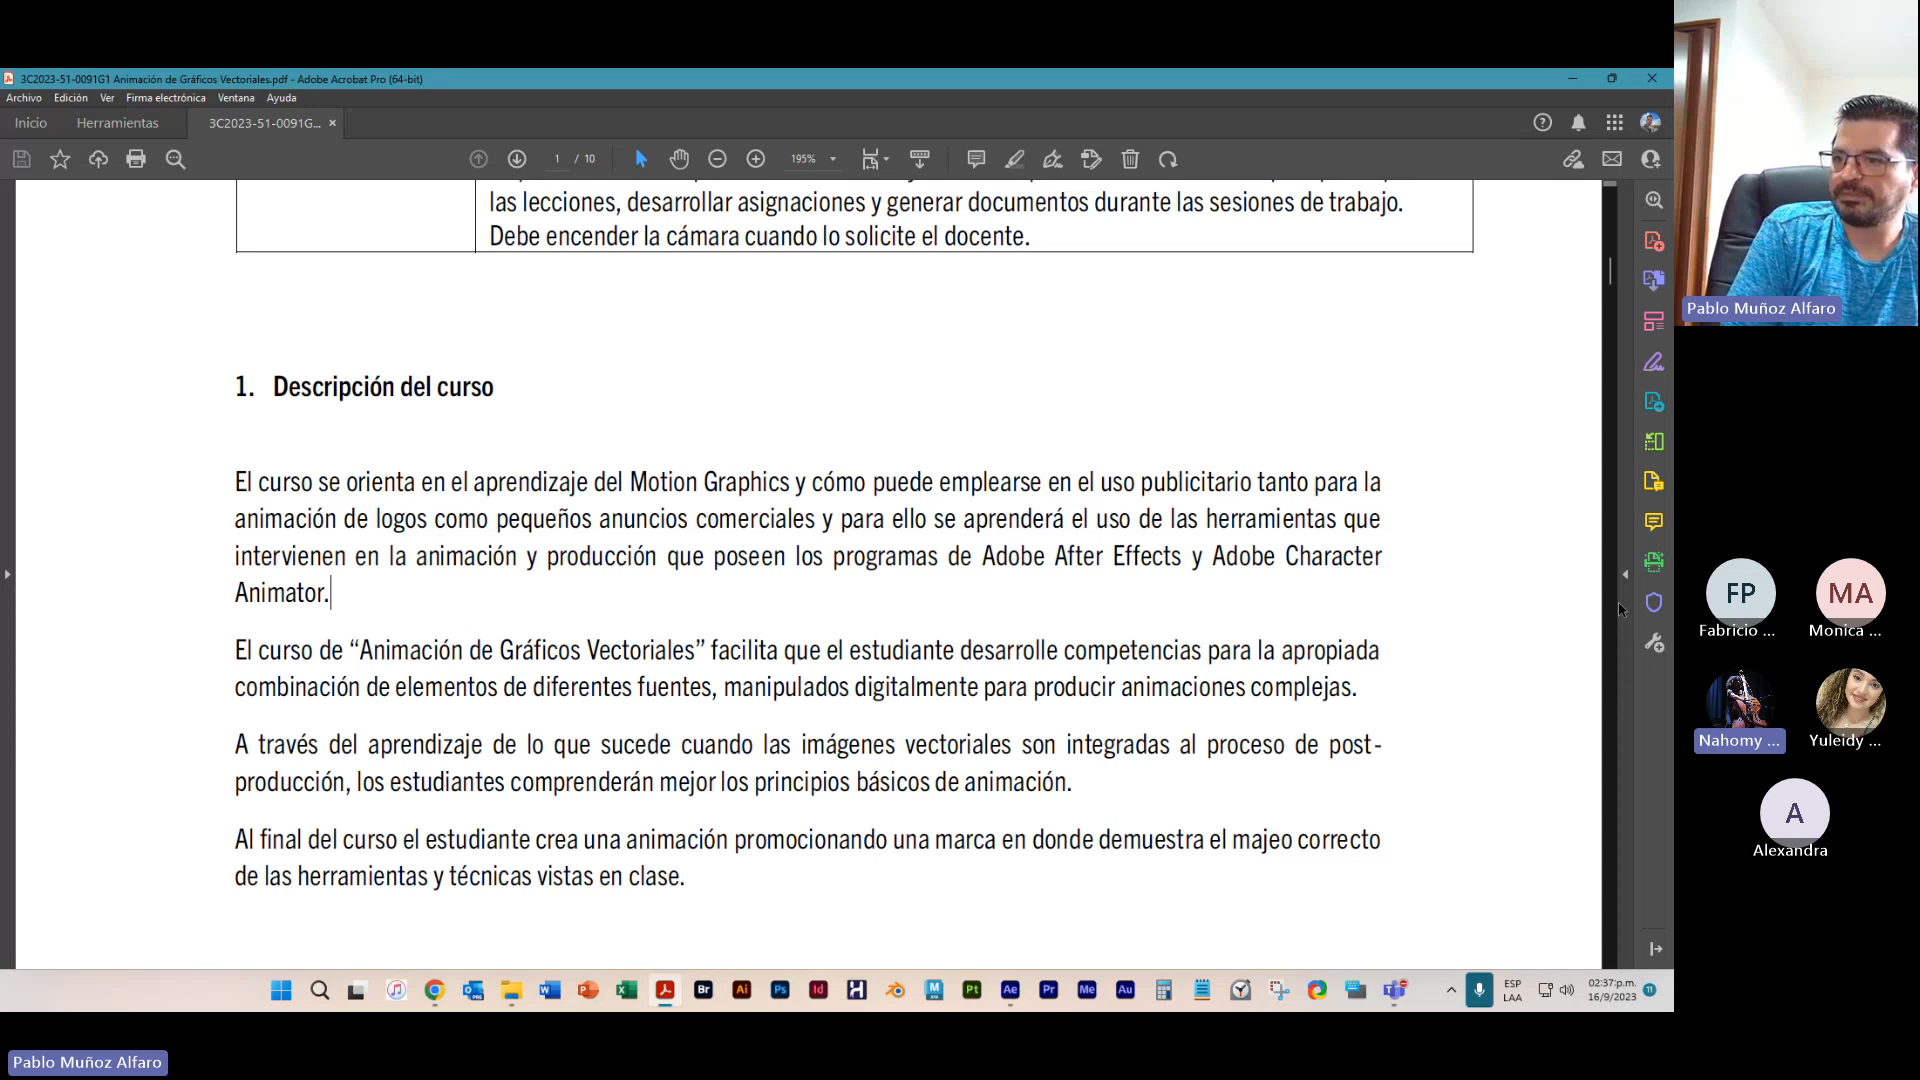 3C2023-51-0091G1 Animación de Gráficos Vectoriales.pdf - Adobe Acrobat Pro (64-bit)
Archivo Edición Ver Firma electrónica Ventana Ayuda
Inicio Herramientas 3C2023-51-0091G... ×
1 / 10 195%
las lecciones, desarrollar asignaciones y generar documentos durante las sesiones de trabajo.
Debe encender la cámara cuando lo solicite el docente.
1. Descripción del curso
El curso se orienta en el aprendizaje del Motion Graphics y cómo puede emplearse en el uso publicitario tanto para la
animación de logos como pequeños anuncios comerciales y para ello se aprenderá el uso de las herramientas que
intervienen en la animación y producción que poseen los programas de Adobe After Effects y Adobe Character
Animator.
El curso de “Animación de Gráficos Vectoriales” facilita que el estudiante desarrolle competencias para la apropiada
combinación de elementos de diferentes fuentes, manipulados digitalmente para producir animaciones complejas.
A través del aprendizaje de lo que sucede cuando las imágenes vectoriales son integradas al proceso de post-
producción, los estudiantes comprenderán mejor los principios básicos de animación.
Al final del curso el estudiante crea una animación promocionando una marca en donde demuestra el majeo correcto
de las herramientas y técnicas vistas en clase.
Pablo Muñoz Alfaro
FP MA
Fabricio ... Monica ...
Nahomy ... Yuleidy ...
A
Alexandra
Br Ai Ps Id Pt Ae Pr Me Au
ESP 02:37:p.m.
LAA 16/9/2023 11
Pablo Muñoz Alfaro